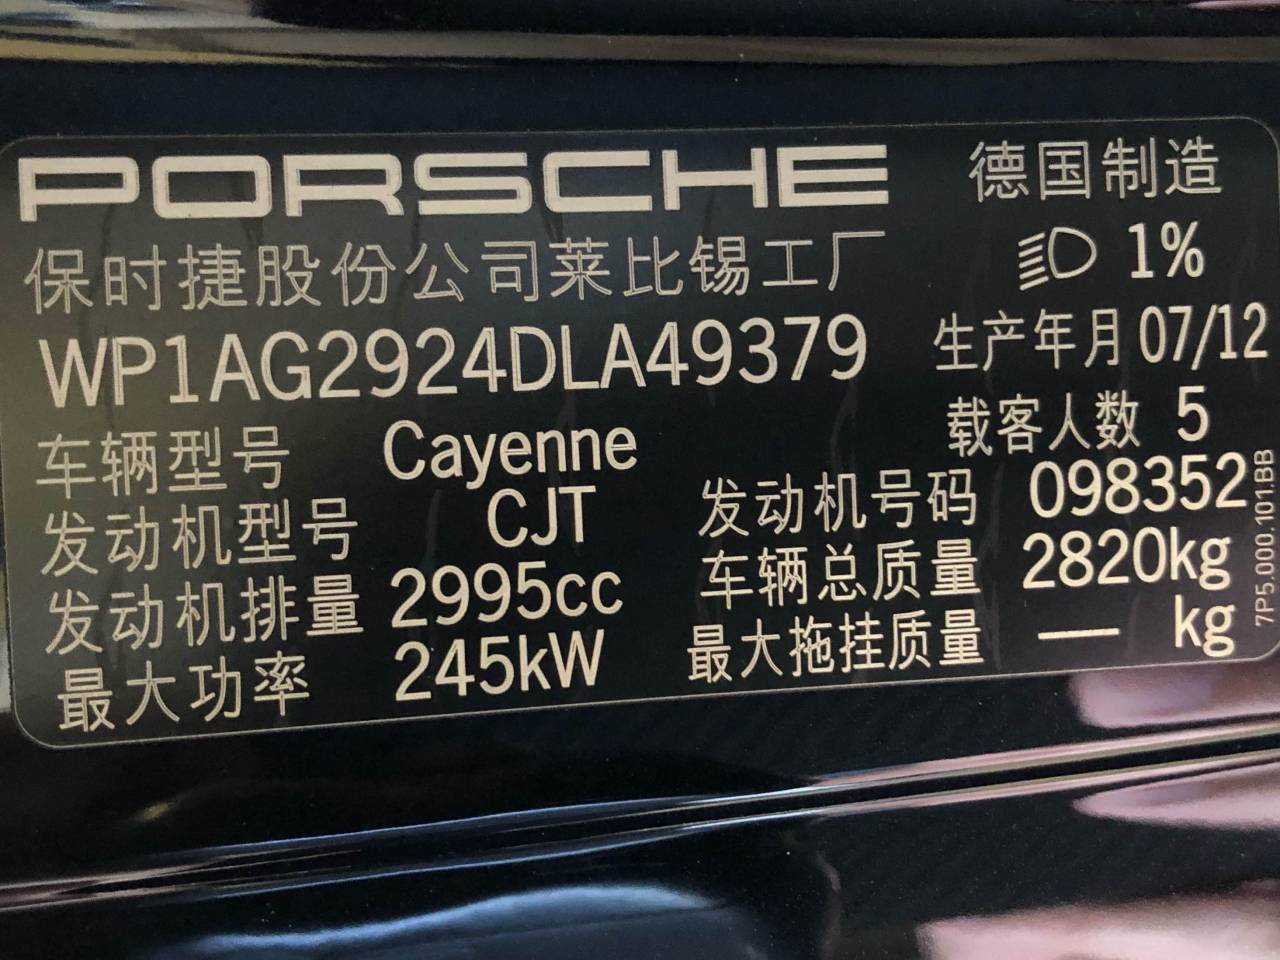 PORSCHE 德国制造
保时捷股份公司莱比锡工厂 1%
WP1AG2924DLA49379 生产年月 07/12
车辆型号 Cayenne 载客人数 5
发动机型号 CJT 发动机号码 098352
发动机排量 2995cc 车辆总质量 2820kg
最大功率 245kW 最大拖挂质量 — kg
7P5.000.101.BB